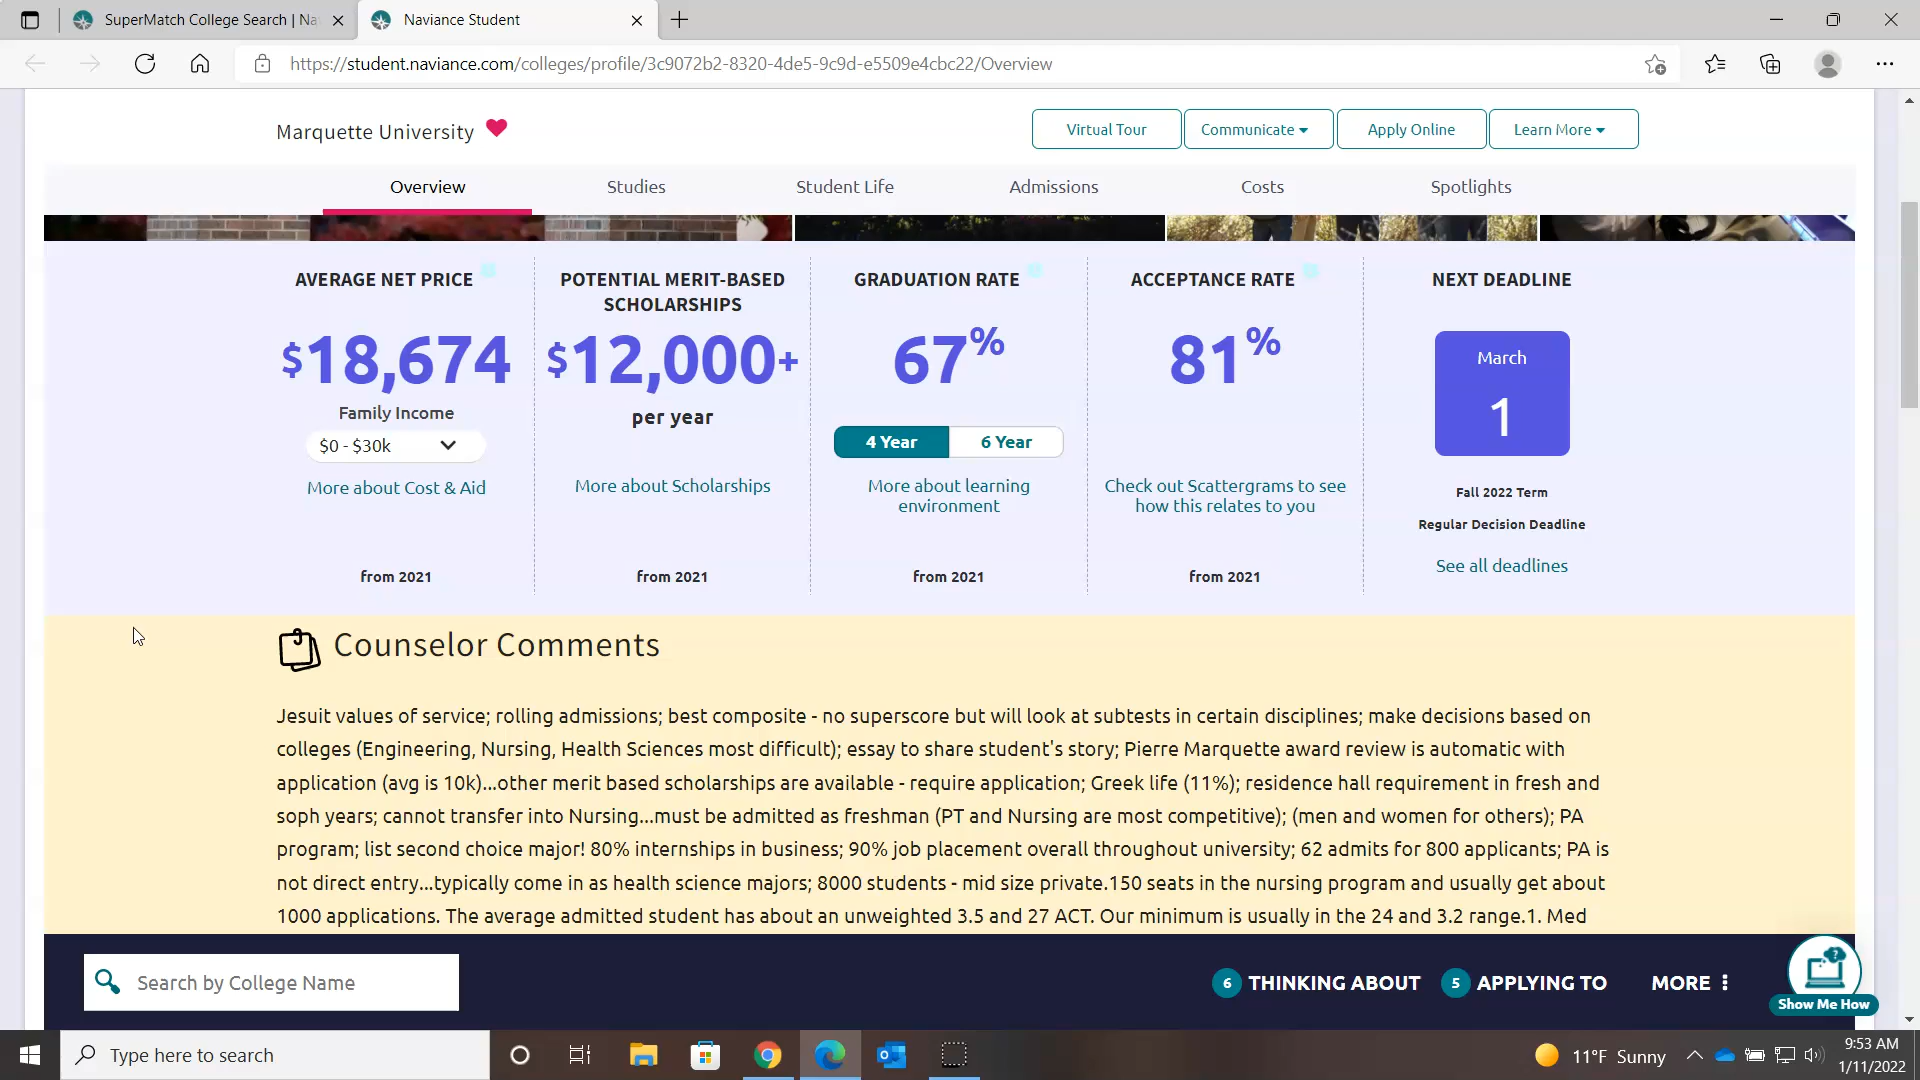 SuperMatch College Search | Na
Naviance Student
https://student.naviance.com/colleges/profile/3c9072b2-8320-4de5-9c9d-e5509e4cbc22/Overview
Marquette University
Virtual Tour
Communicate
Apply Online
Learn More
Overview
Studies
Student Life
Admissions
Costs
Spotlights
AVERAGE NET PRICE
$18,674
Family Income
$0 - $30k
More about Cost & Aid
from 2021
POTENTIAL MERIT-BASED
SCHOLARSHIPS
$12,000+
per year
More about Scholarships
from 2021
GRADUATION RATE
67%
4 Year
6 Year
More about learning
environment
from 2021
ACCEPTANCE RATE
81%
Check out Scattergrams to see
how this relates to you
from 2021
NEXT DEADLINE
March
1
Fall 2022 Term
Regular Decision Deadline
See all deadlines
Counselor Comments
Jesuit values of service; rolling admissions; best composite - no superscore but will look at subtests in certain disciplines; make decisions based on
colleges (Engineering, Nursing, Health Sciences most difficult); essay to share student's story; Pierre Marquette award review is automatic with
application (avg is 10k)...other merit based scholarships are available - require application; Greek life (11%); residence hall requirement in fresh and
soph years; cannot transfer into Nursing...must be admitted as freshman (PT and Nursing are most competitive); (men and women for others); PA
program; list second choice major! 80% internships in business; 90% job placement overall throughout university; 62 admits for 800 applicants; PA is
not direct entry...typically come in as health science majors; 8000 students - mid size private.150 seats in the nursing program and usually get about
1000 applications. The average admitted student has about an unweighted 3.5 and 27 ACT. Our minimum is usually in the 24 and 3.2 range.1. Med
Search by College Name
6 THINKING ABOUT
5 APPLYING TO
MORE
Show Me How
Type here to search
11°F Sunny
9:53 AM
1/11/2022